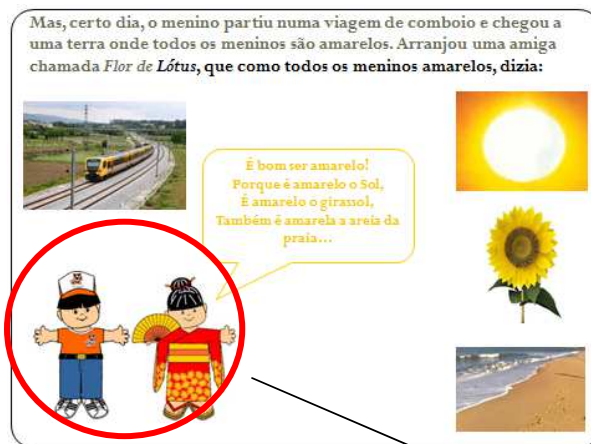 Mas, certo dia, o menino partiu numa viagem de comboio e chegou a
uma terra onde todos os meninos são amarelos. Arranjou uma amiga
chamada Flor de Lótus, que como todos os meninos amarelos, dizia:
É bom ser amarelo!
Porque é amarelo o Sol,
É amarelo o girassol,
Também é amarela a areia da
praia...